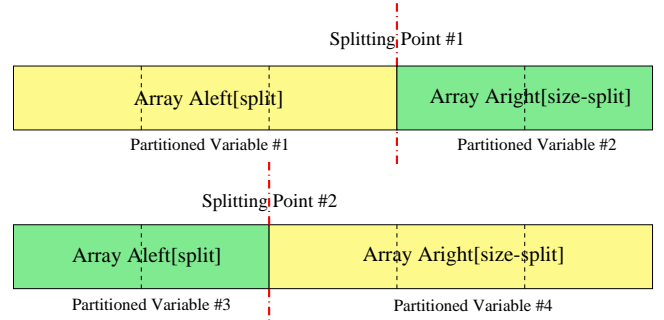 Splitting Point #1
Array Aleft[split] Array Aright[size-split]
Partitioned Variable #1 Partitioned Variable #2
Splitting Point #2
Array Aleft[split] Array Aright[size-split]
Partitioned Variable #3 Partitioned Variable #4